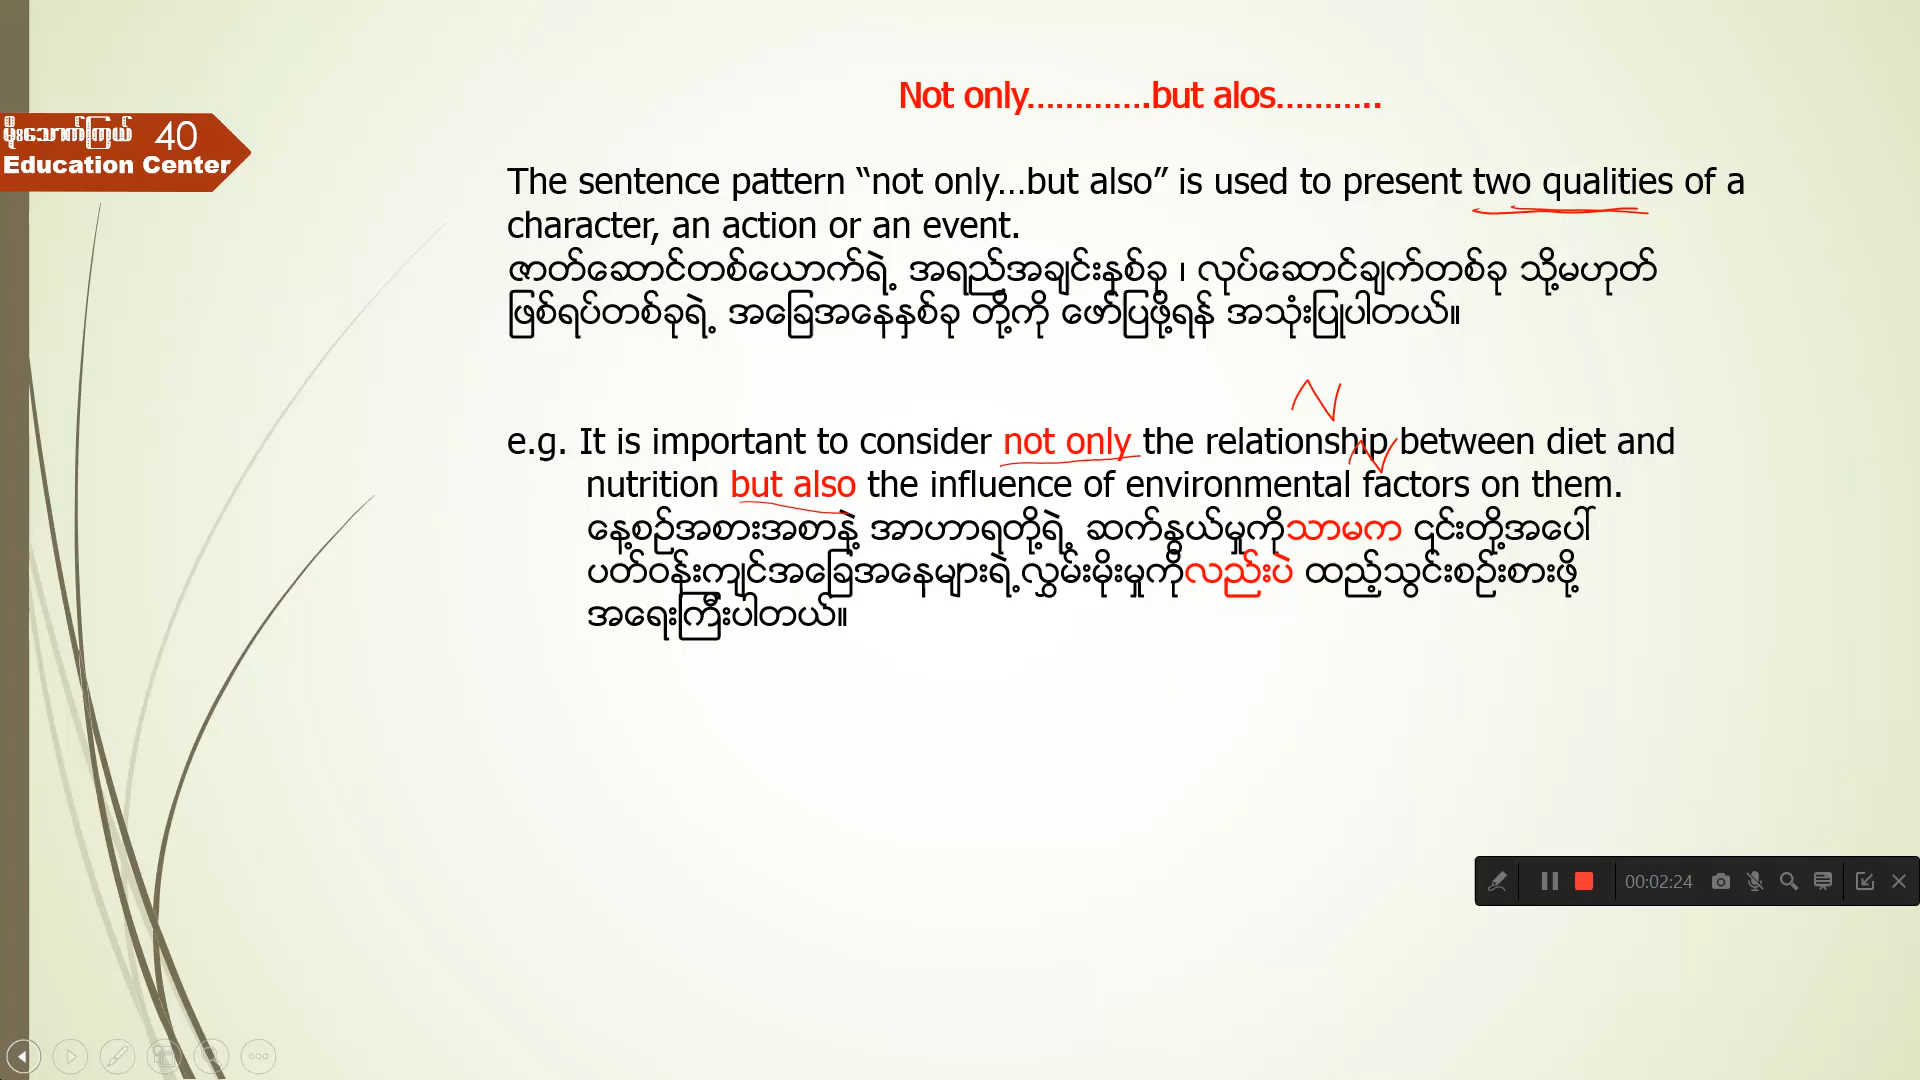 Not only.............but alos...........
40
Education Center
The sentence pattern “not only...but also” is used to present two qualities of a
character, an action or an event.
ဇာတ်ဆောင်တစ်ယောက်ရဲ့ အရည်အချင်းနှစ်ခု ၊ လုပ်ဆောင်ချက်တစ်ခု သို့မဟုတ်
ဖြစ်ရပ်တစ်ခုရဲ့ အခြေအနေနှစ်ခု တို့ကို ဖော်ပြဖို့ရန် အသုံးပြုပါတယ်။
N
e.g. It is important to consider not only the relationship between diet and
N
nutrition but also the influence of environmental factors on them.
နေ့စဉ်အစားအစာနဲ့ အာဟာရတို့ရဲ့ ဆက်နွယ်မှုကိုသာမက ၎င်းတို့အပေါ်
ပတ်ဝန်းကျင်အခြေအနေများရဲ့လွှမ်းမိုးမှုကိုလည်းပဲ ထည့်သွင်းစဉ်းစားဖို့
အရေးကြီးပါတယ်။
00:02:24